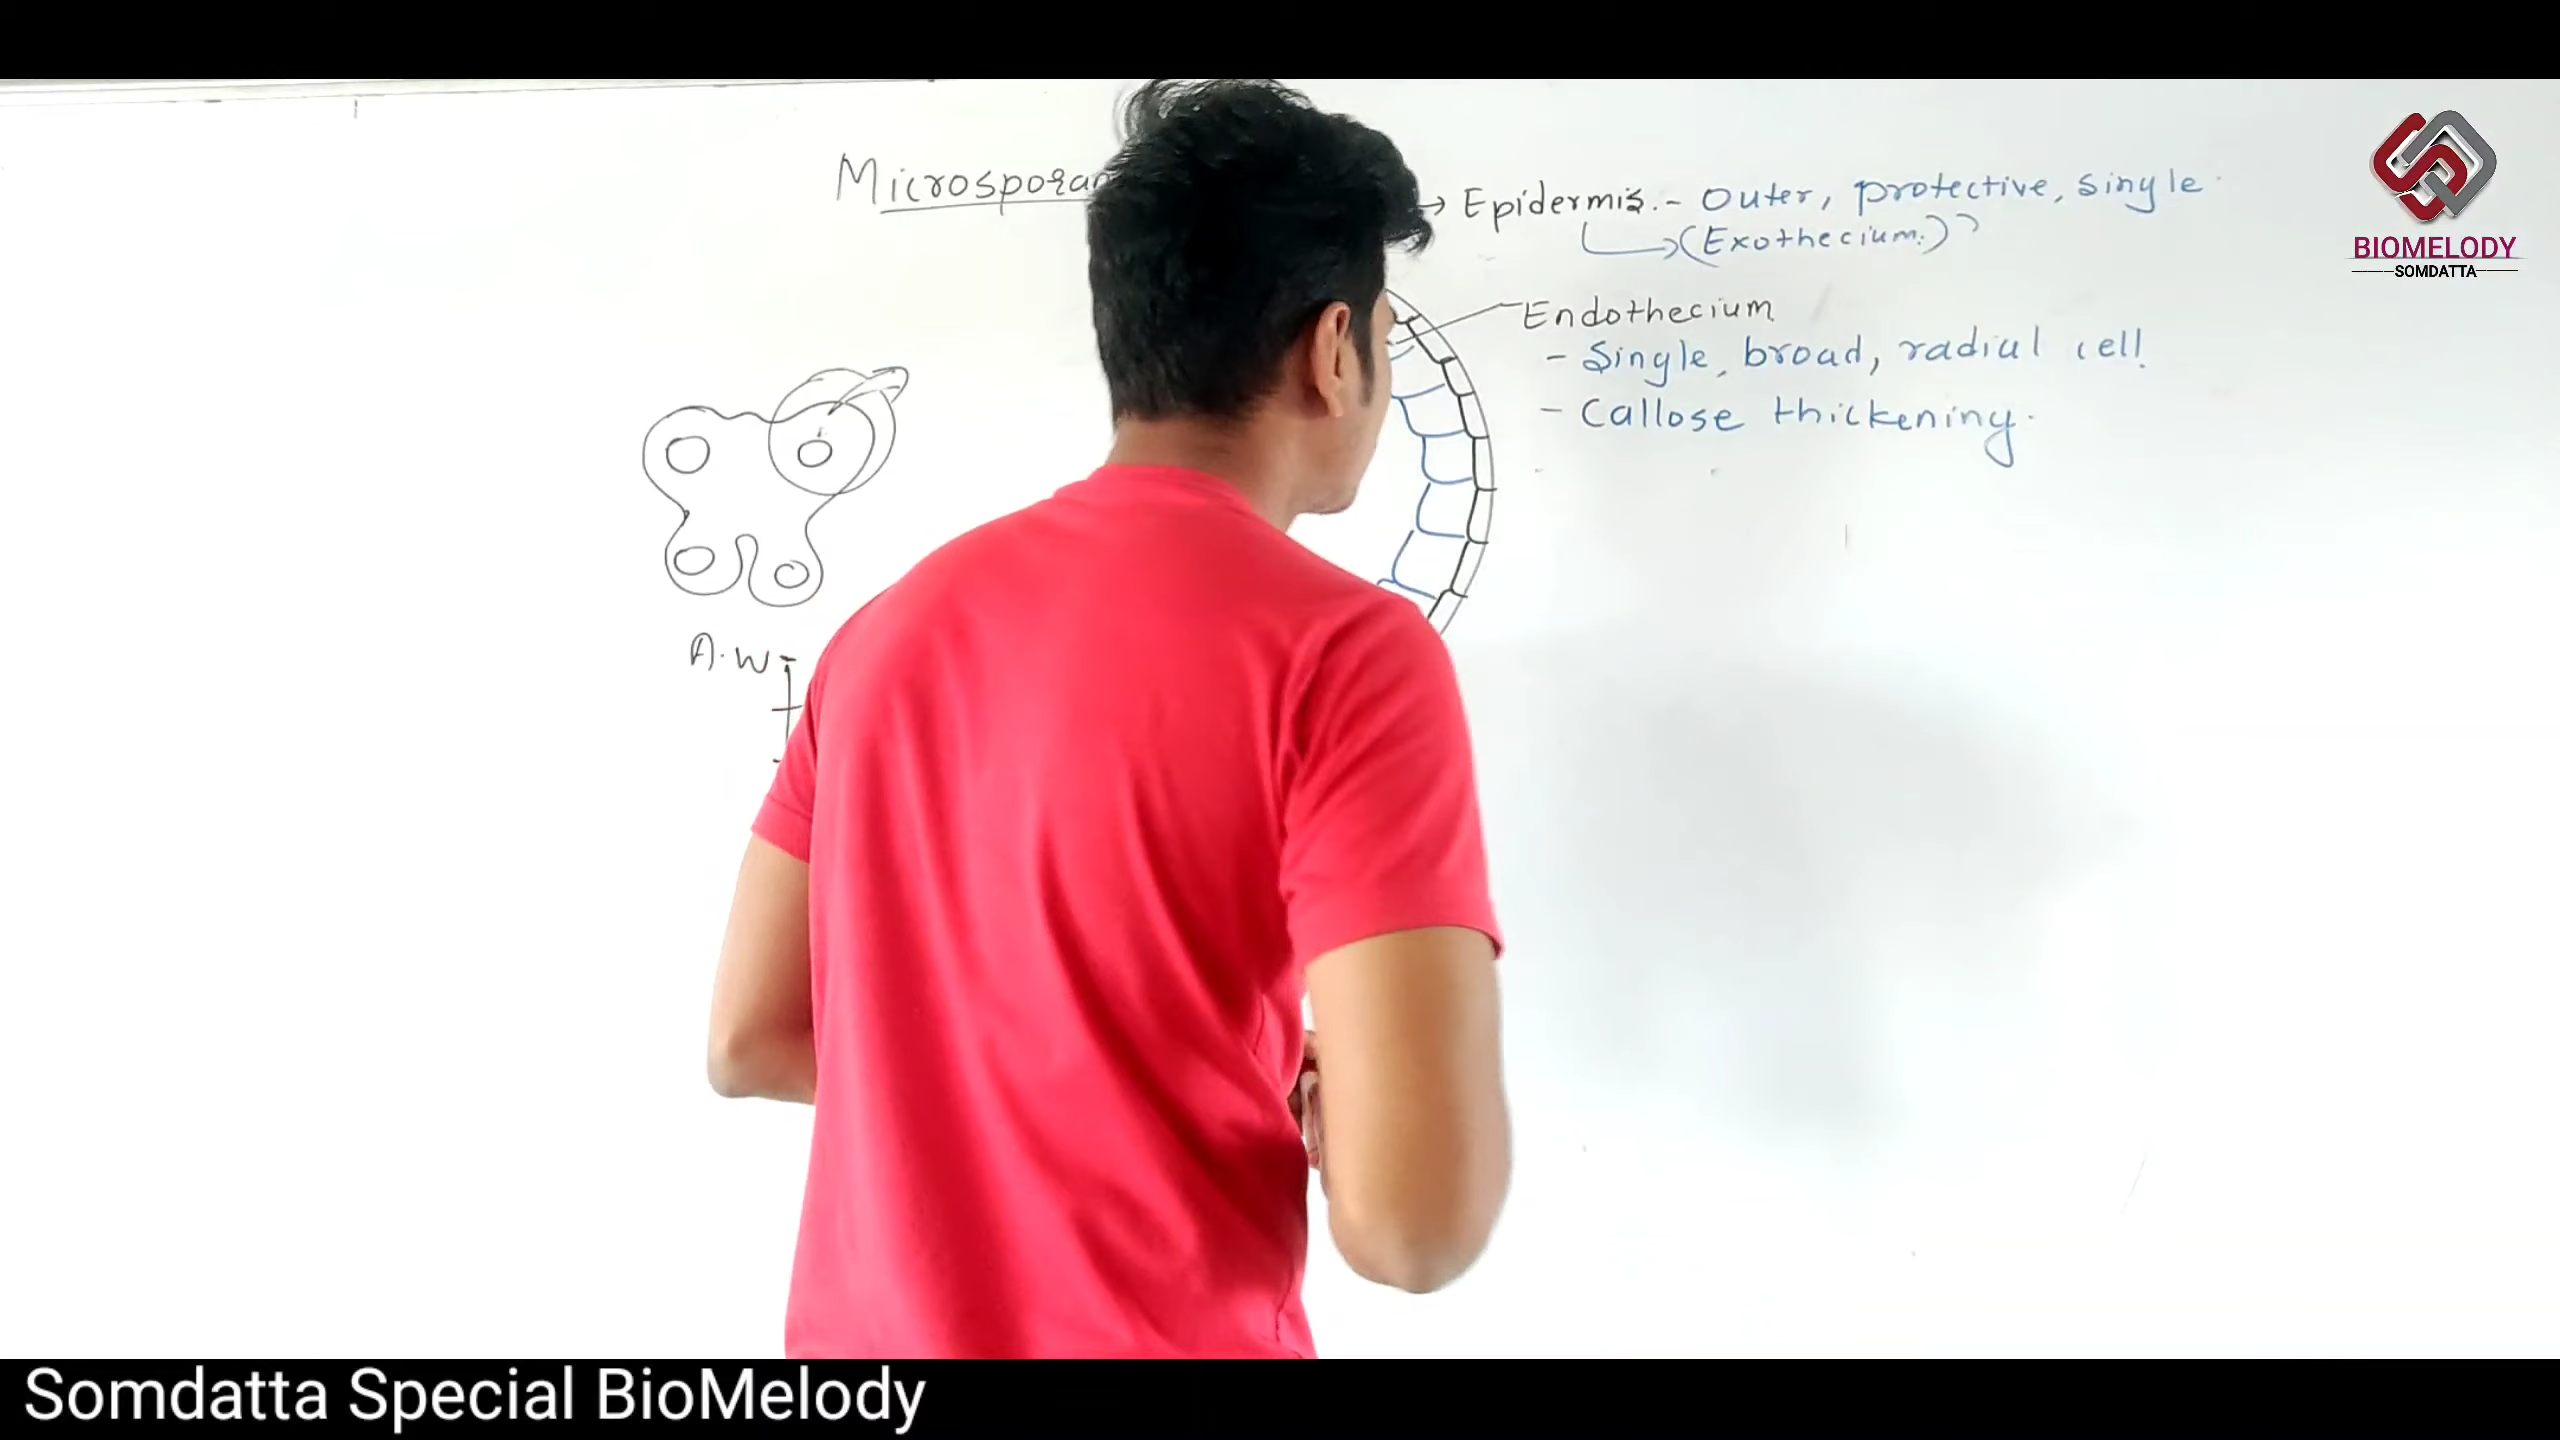 Microsporan
→ Epidermis.- Outer, protective, single
(Exothecium.)
Endothecium
- Single, broad, radial cell.
- Callose thickening.
A.W
BIOMELODY
SOMDATTA
Somdatta Special BioMelody